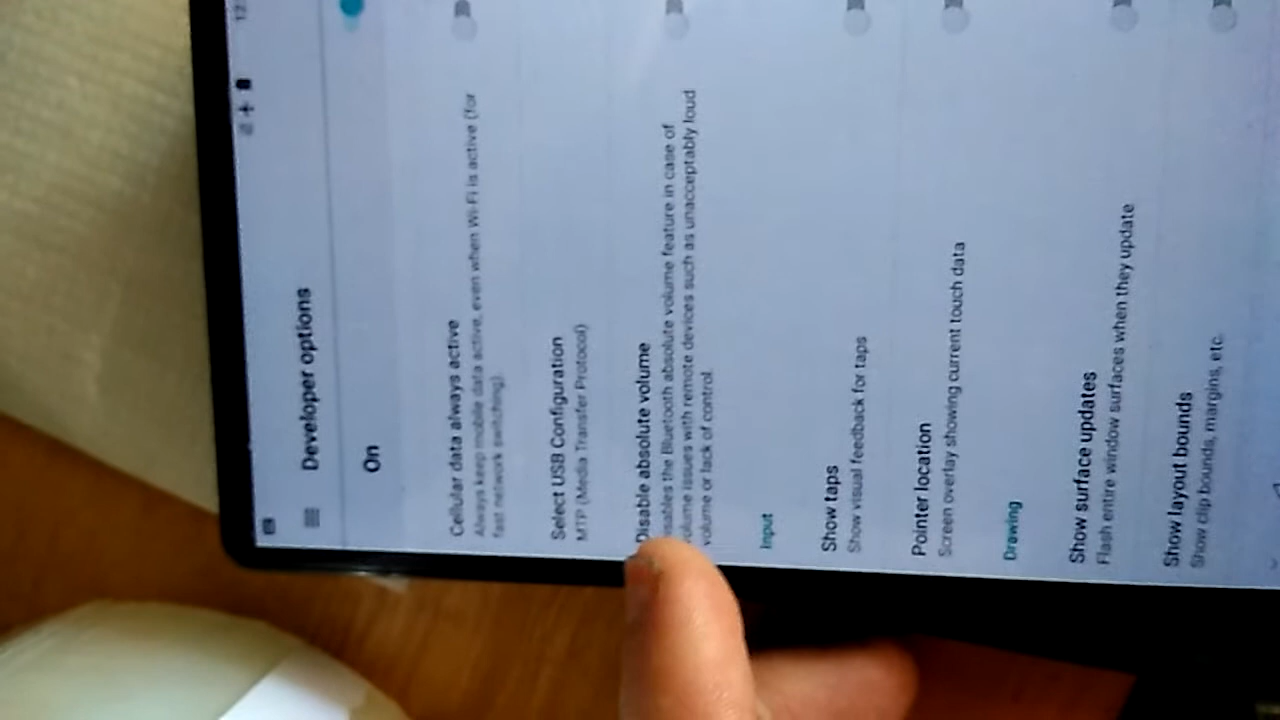 Developer options
On
Cellular data always active
Always keep mobile data active, even when Wi-Fi is active (for
fast network switching).
Select USB Configuration
MTP (Media Transfer Protocol)
Disable absolute volume
the Bluetooth absolute volume feature in case of
volume issues with remote devices such as unacceptably loud
volume or lack of control.
Input
Show taps
Show visual feedback for taps
Pointer location
Screen overlay showing current touch data
Drawing
Show surface updates
Flash entire window surfaces when they update
Show layout bounds
Show clip bounds, margins, etc.